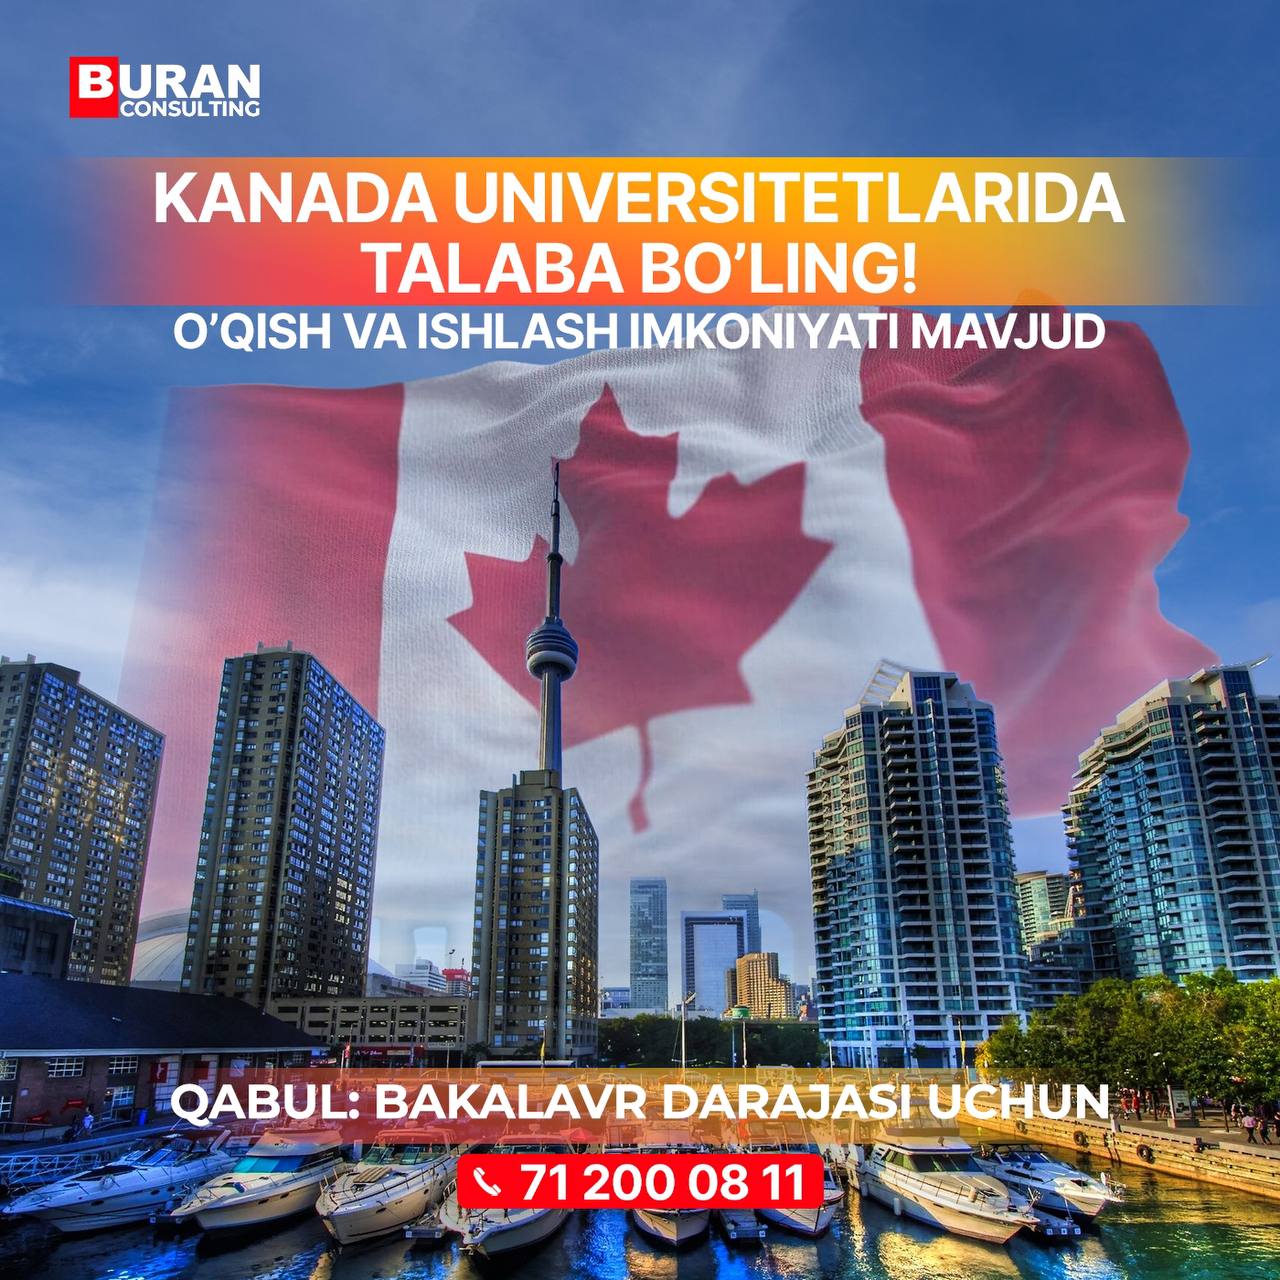 BURAN
CONSULTING
KANADA UNIVERSITETLARIDA
TALABA BO’LING!
O’QISH VA ISHLASH IMKONIYATI MAVJUD
QABUL: BAKALAVR DARAJASI UCHUN
71 200 08 11